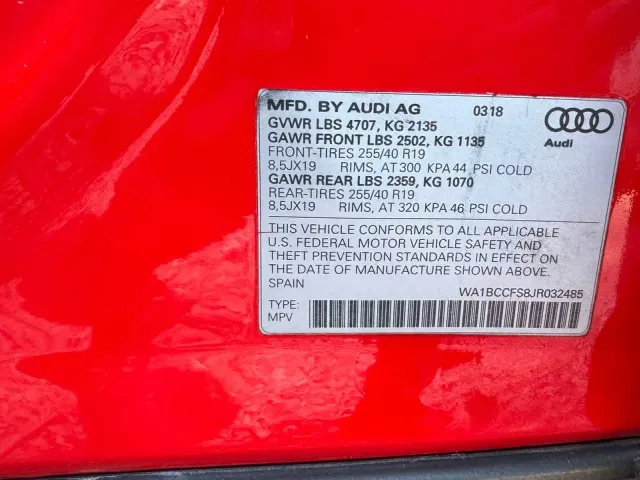 MFD. BY AUDI AG 0318
GVWR LBS 4707, KG 2135
GAWR FRONT LBS 2502, KG 1135
FRONT-TIRES 255/40 R19
8,5JX19 RIMS, AT 300 KPA 44 PSI COLD
GAWR REAR LBS 2359, KG 1070
REAR-TIRES 255/40 R19
8,5JX19 RIMS, AT 320 KPA 46 PSI COLD
Audi
THIS VEHICLE CONFORMS TO ALL APPLICABLE
U.S. FEDERAL MOTOR VEHICLE SAFETY AND
THEFT PREVENTION STANDARDS IN EFFECT ON
THE DATE OF MANUFACTURE SHOWN ABOVE.
SPAIN WA1BCCFS8JR032485
TYPE:
MPV